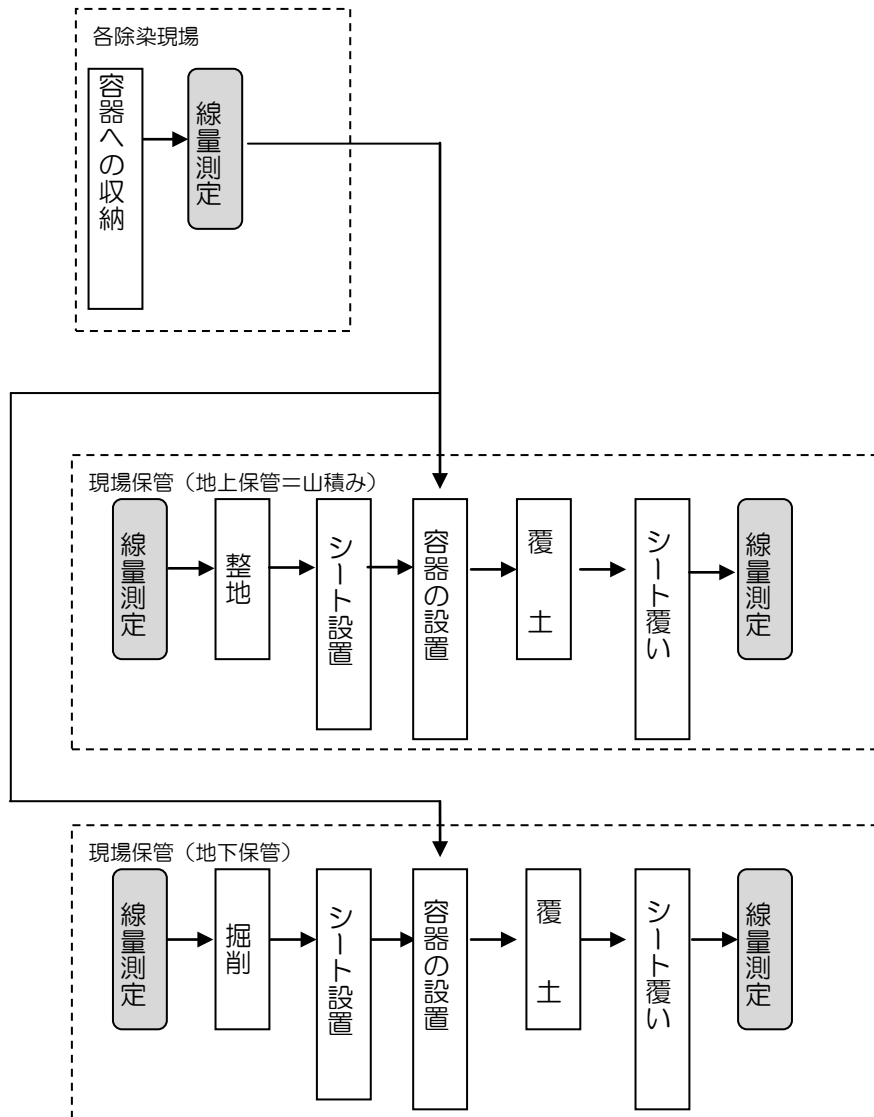 各除染現場
容器への収納
線量測定
現場保管(地上保管=山積み)
線量測定
整地
シート設置
容器の設置
覆 土
シート覆い
線量測定
現場保管(地下保管)
線量測定
掘削
シート設置
容器の設置
覆 土
シート覆い
線量測定